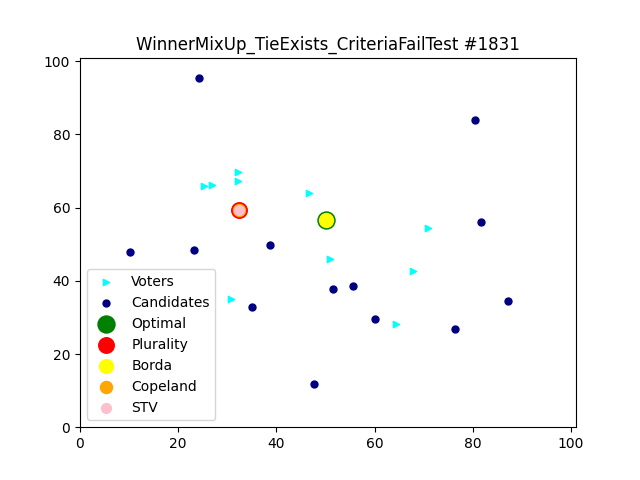 WinnerMixUp_TieExists_CriteriaFailTest #1831
100
80
60
40
20
0
Voters
Candidates
Optimal
Plurality
Borda
Copeland
STV
0 20 40 60 80 100